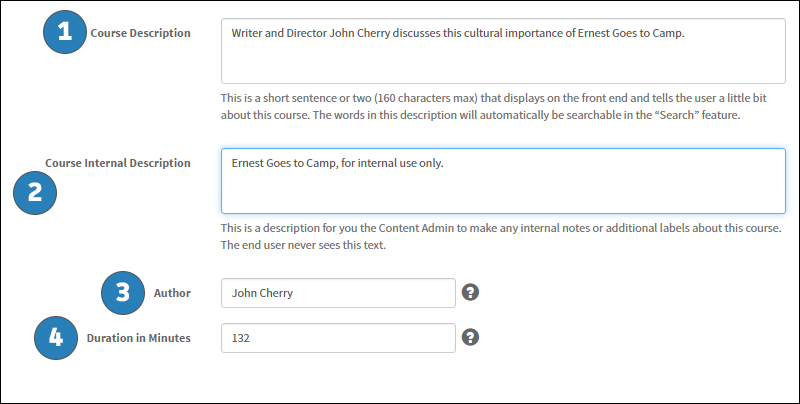 1 Course Description
Writer and Director John Cherry discusses this cultural importance of Ernest Goes to Camp.
This is a short sentence or two (160 characters max) that displays on the front end and tells the user a little bit
about this course. The words in this description will automatically be searchable in the “Search” feature.
Course Internal Description
2
Ernest Goes to Camp, for internal use only.
This is a description for you the Content Admin to make any internal notes or additional labels about this course.
The end user never sees this text.
3 Author John Cherry ?
4 Duration in Minutes 132 ?